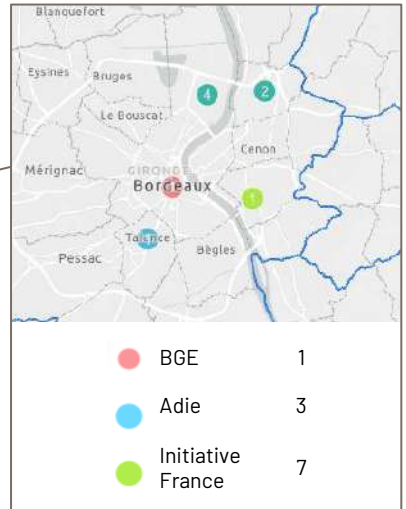 Blanquefort
Eysines
Bruges
4
2
Le Bouscat
Cenon
Mérignac
GIRONDE
Bordeaux
1
Talence
Bègles
Pessac
BGE 1
Adie 3
Initiative
France 7